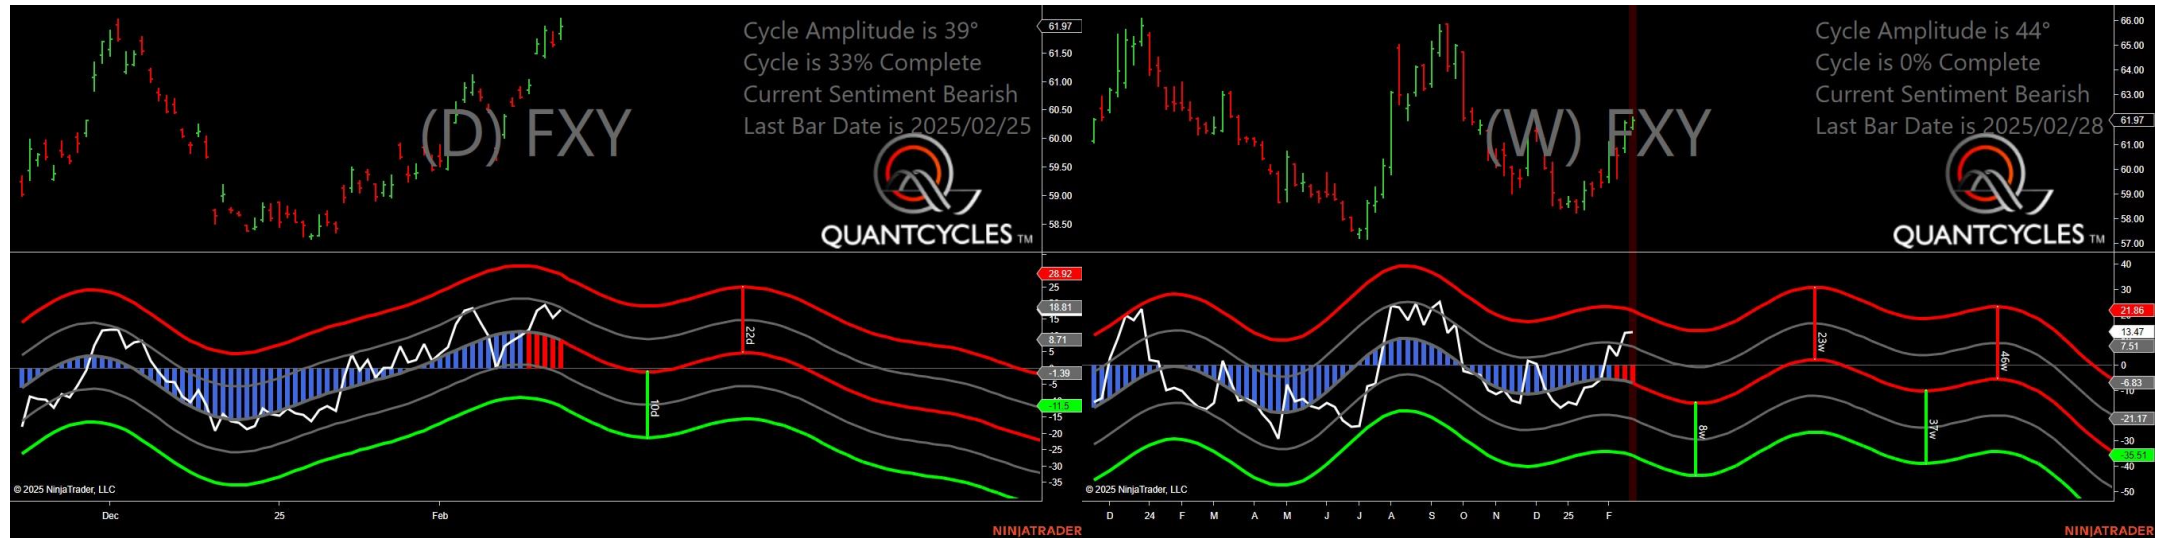 Cycle Amplitude is 39°
Cycle is 33% Complete
Current Sentiment Bearish
Last Bar Date is 2025/02/25
(D) FXY
QUANTCYCLES TM
61.97
61.50
61.00
60.50
60.00
59.50
59.00
58.50
28.92
25
18.81
15
8.71
5
-1.39
-5
-11.5
-15
-20
-25
-30
-35
22d
10d
© 2025 NinjaTrader, LLC
Dec
25
Feb
NINJATRADER
Cycle Amplitude is 44°
Cycle is 0% Complete
Current Sentiment Bearish
Last Bar Date is 2025/02/28
(W) FXY
QUANTCYCLES TM
66.00
65.00
64.00
63.00
61.97
61.00
60.00
59.00
58.00
57.00
40
30
21.86
13.47
7.51
0
-6.83
-10
-21.17
-30
-35.51
-40
-50
23w
46w
8w
37w
© 2025 NinjaTrader, LLC
D 24 F M A M J J A S O N D 25 F
NINJATRADER